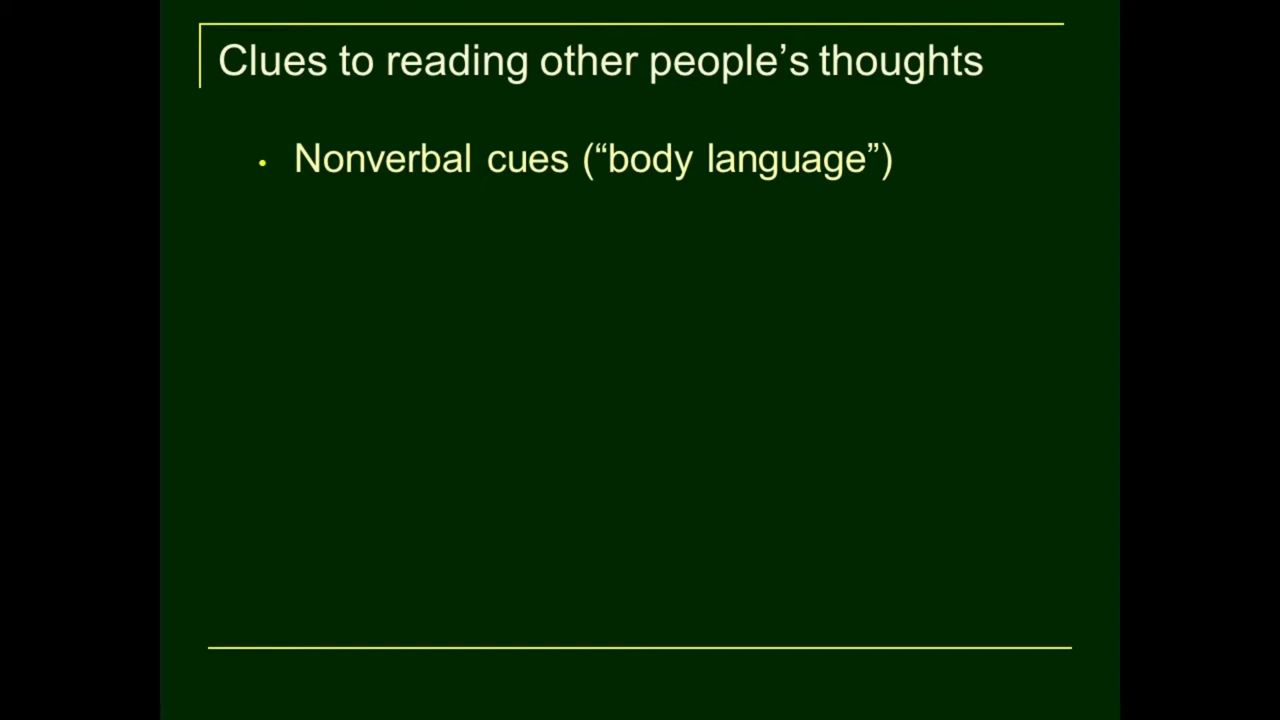 Clues to reading other people’s thoughts
• Nonverbal cues (“body language”)